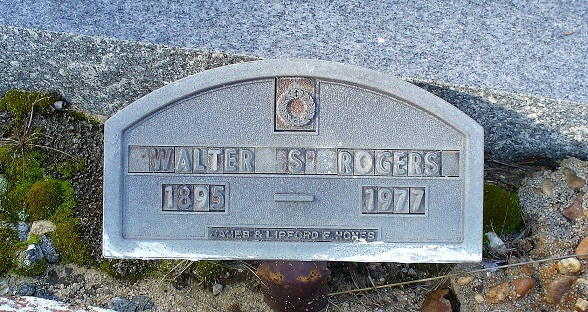 WALTER S ROGERS
1895 — 1977
JAMES & LIPFORD F. HOMES